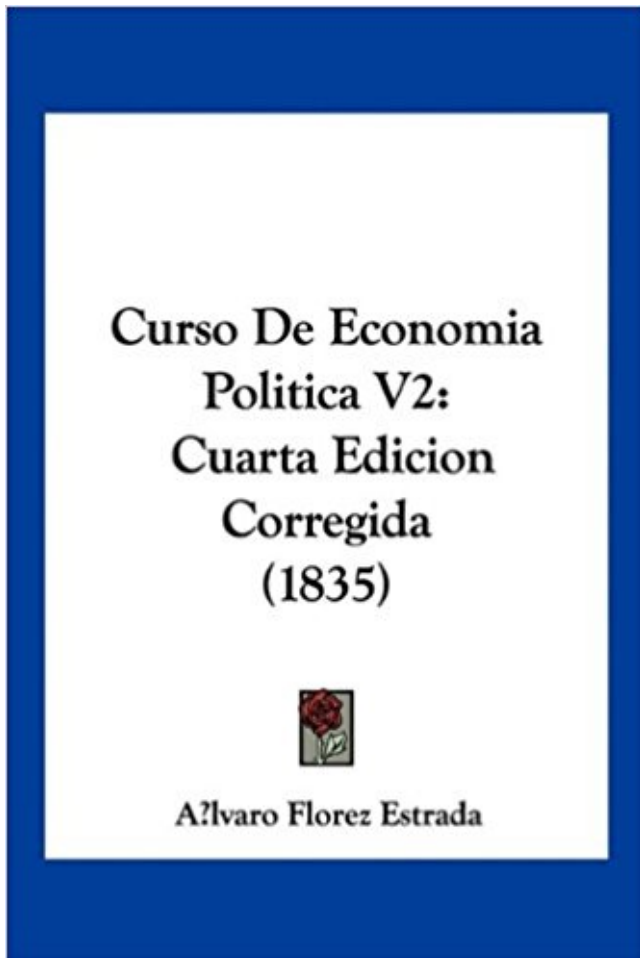 Curso De Economia
Politica V2:
Cuarta Edicion
Corregida
(1835)
A?lvaro Florez Estrada